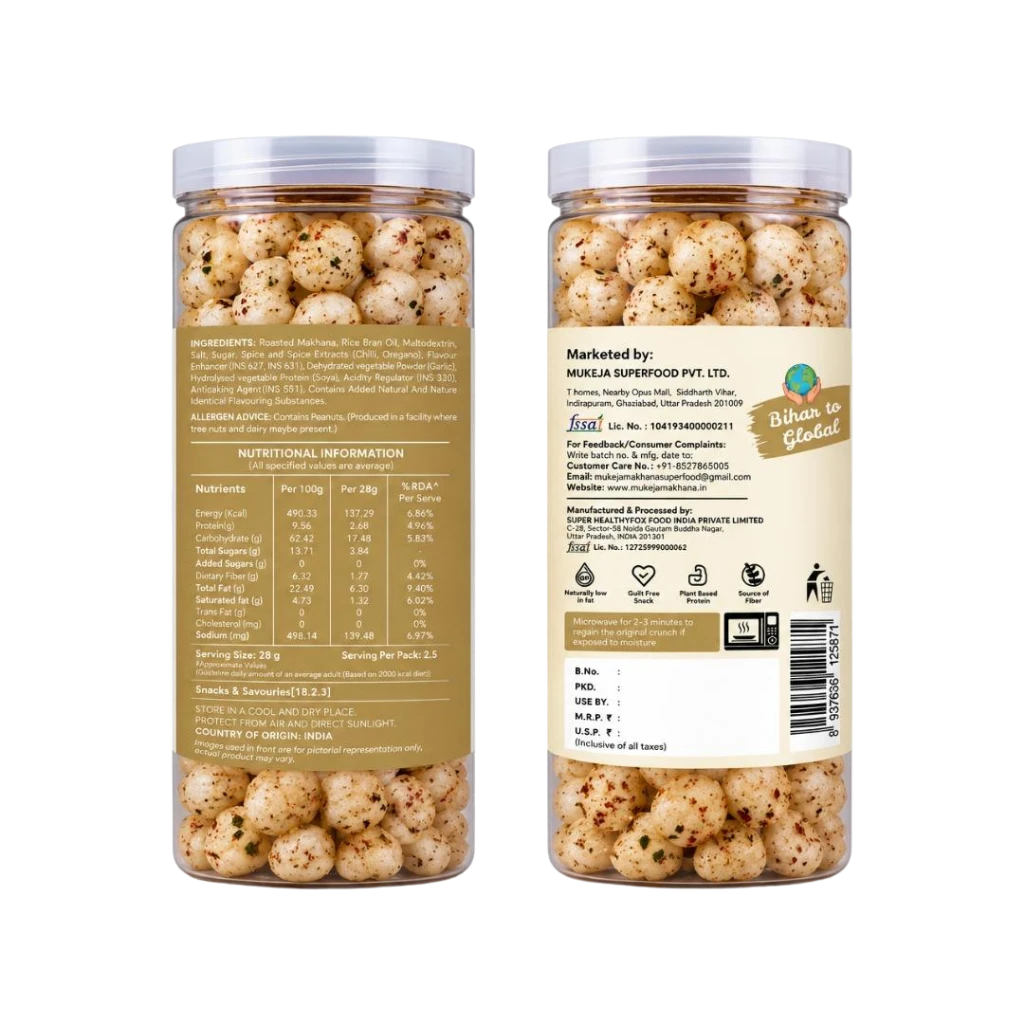 INGREDIENTS: Roasted Makhana, Rice Bran Oil, Maltodextrin,
Salt, Sugar, Spice and Spice Extracts (Chilli, Oregano), Flavour
Enhancer (INS 627, INS 631), Dehydrated vegetable Powder (Garlic),
Hydrolysed vegetable Protein (Soya), Acidity Regulator (INS 330),
Anticaking Agent (INS 551), Contains Added Natural And Nature
Identical Flavouring Substances.
ALLERGEN ADVICE: Contains Peanuts. (Produced in a facility where
tree nuts and dairy maybe present.)
NUTRITIONAL INFORMATION
(All specified values are average)
Nutrients Per 100g Per 28g %RDA^ Per Serve
Energy (Kcal) 490.33 137.29 6.86%
Protein(g) 9.56 2.68 4.96%
Carbohydrate (g) 62.42 17.48 5.83%
Total Sugars (g) 13.71 3.84 -
Added Sugars (g) 0 0 0%
Dietary Fiber (g) 6.32 1.77 4.42%
Total Fat (g) 22.49 6.30 9.40%
Saturated fat (g) 4.73 1.32 6.02%
Trans Fat (g) 0 0 0%
Cholesterol (mg) 0 0 0%
Sodium (mg) 498.14 139.48 6.97%
Serving Size: 28 g Serving Per Pack: 2.5
#Approximate Values
(Guideline daily amount of an average adult (Based on 2000 kcal diet))
Snacks & Savouries[18.2.3]
STORE IN A COOL AND DRY PLACE.
PROTECT FROM AIR AND DIRECT SUNLIGHT.
COUNTRY OF ORIGIN: INDIA
Images used in front are for pictorial representation only,
actual product may vary.
Marketed by:
MUKEJA SUPERFOOD PVT. LTD.
T homes, Nearby Opus Mall, Siddharth Vihar,
Indirapuram, Ghaziabad, Uttar Pradesh 201009
fssai Lic. No. : 104193400000211
Bihar to
Global
For Feedback/Consumer Complaints:
Write batch no. & mfg. date to:
Customer Care No. : +91-8527865005
Email: mukejamakhanasuperfood@gmail.com
Website: www.mukejamakhana.in
Manufactured & Processed by:
SUPER HEALTHYFOX FOOD INDIA PRIVATE LIMITED
C-28, Sector-58 Noida Gautam Buddha Nagar,
Uttar Pradesh, INDIA 201301
fssai Lic. No.: 12725999000062
Naturally low
in fat
Guilt Free
Snack
Plant Based
Protein
Source of
Fiber
Microwave for 2-3 minutes to
regain the original crunch if
exposed to moisture
B.No. :
PKD. :
USE BY. :
M.R.P. ₹ :
U.S.P. ₹ :
(Inclusive of all taxes)
8 937636 125871